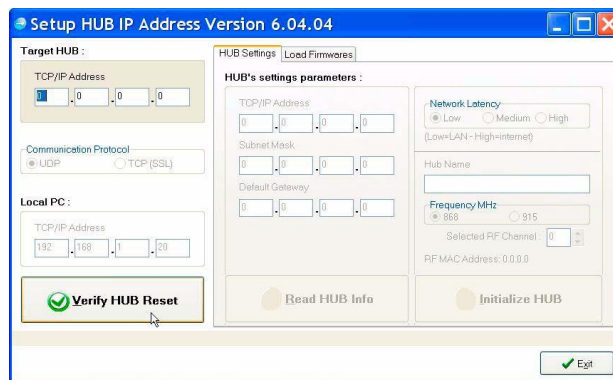 Setup HUB IP Address Version 6.04.04
Target HUB :
TCP/IP Address
0 . 0 . 0 . 0
Communication Protocol
UDP TCP (SSL)
Local PC :
TCP/IP Address
192 . 168 . 1 . 20
Verify HUB Reset
HUB Settings Load Firmwares
HUB's settings parameters :
TCP/IP Address
0 . 0 . 0 . 0
Subnet Mask
0 . 0 . 0 . 0
Default Gateway
0 . 0 . 0 . 0
Read HUB Info
Network Latency
Low Medium High
(Low=LAN - High=internet)
Hub Name
Frequency MHz
868 915
Selected RF Channel : 0
RF MAC Address: 0.0.0.0
Initialize HUB
Exit